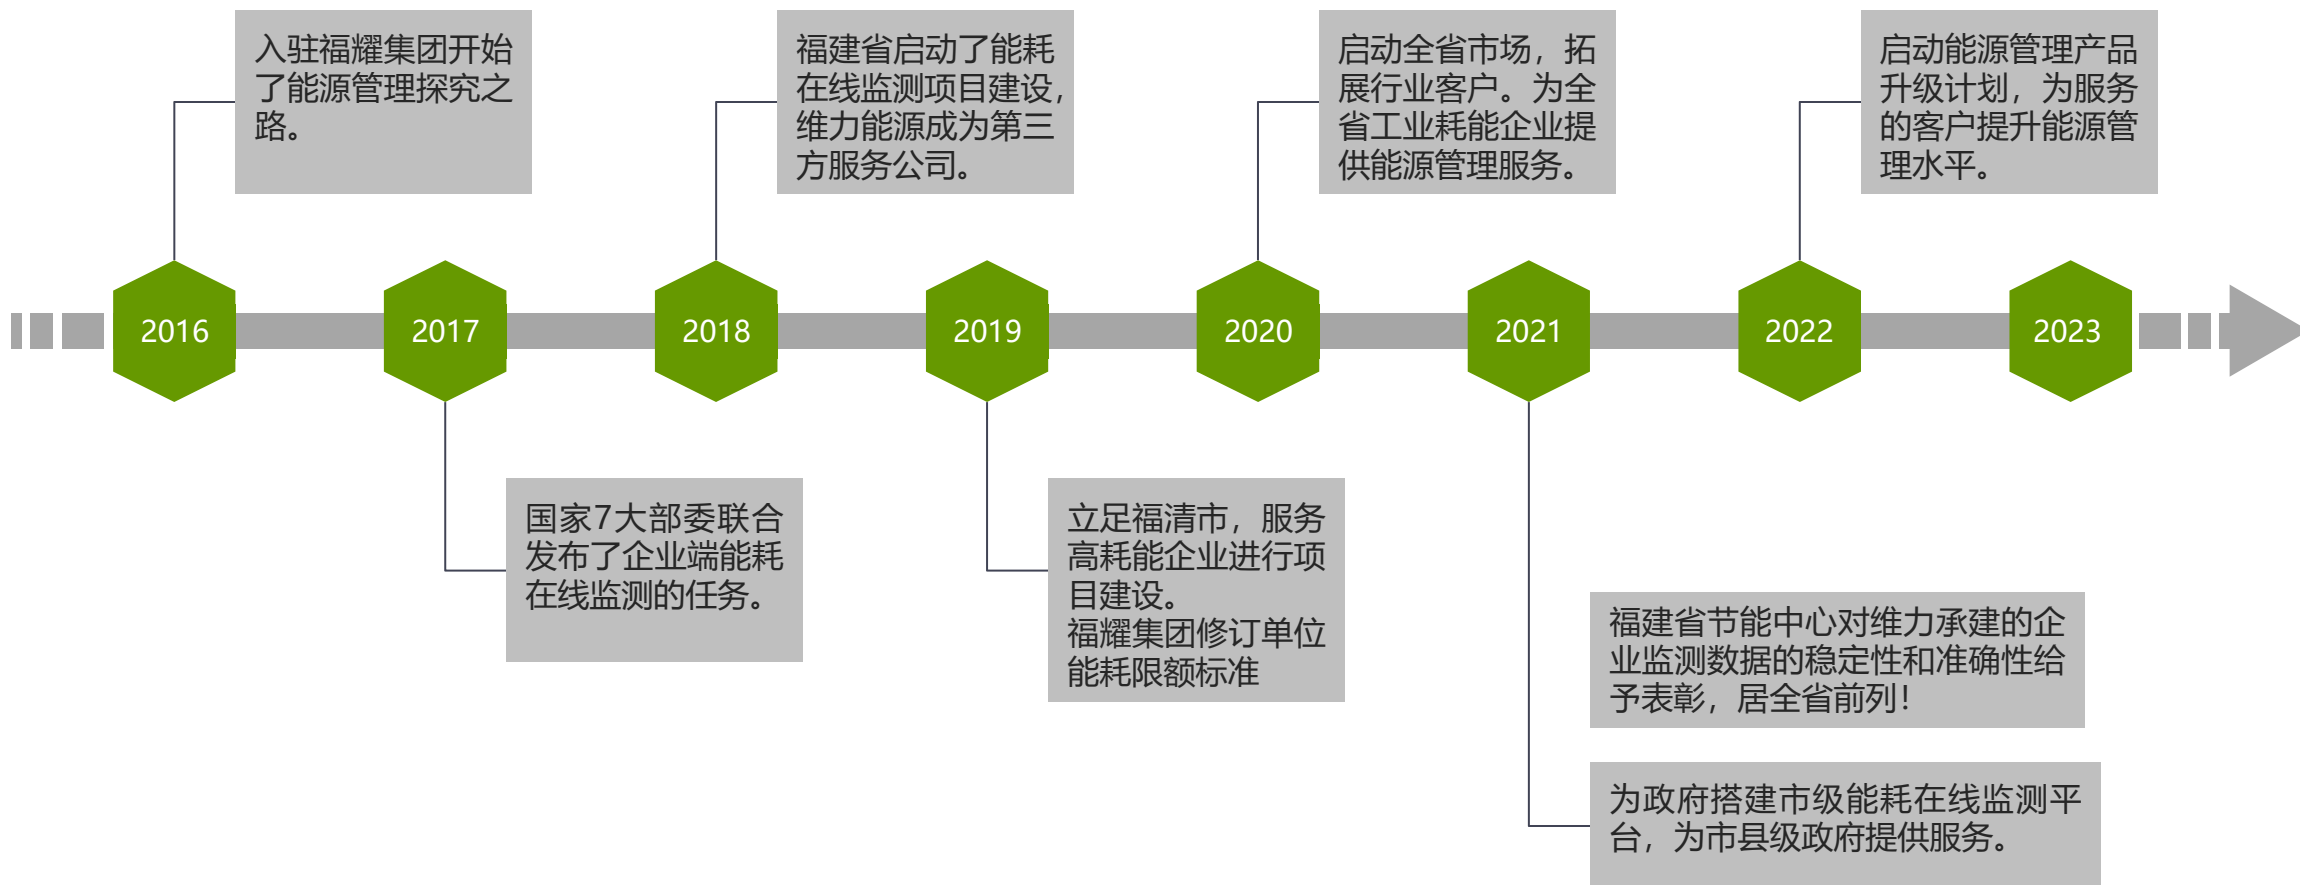 入驻福耀集团开始
了能源管理探究之
路。
福建省启动了能耗
在线监测项目建设，
维力能源成为第三
方服务公司。
启动全省市场，拓
展行业客户。为全
省工业耗能企业提
供能源管理服务。
启动能源管理产品
升级计划，为服务
的客户提升能源管
理水平。
2016
2017
2018
2019
2020
2021
2022
2023
国家7大部委联合
发布了企业端能耗
在线监测的任务。
立足福清市，服务
高耗能企业进行项
目建设。
福耀集团修订单位
能耗限额标准
福建省节能中心对维力承建的企
业监测数据的稳定性和准确性给
予表彰，居全省前列！
为政府搭建市级能耗在线监测平
台，为市县级政府提供服务。